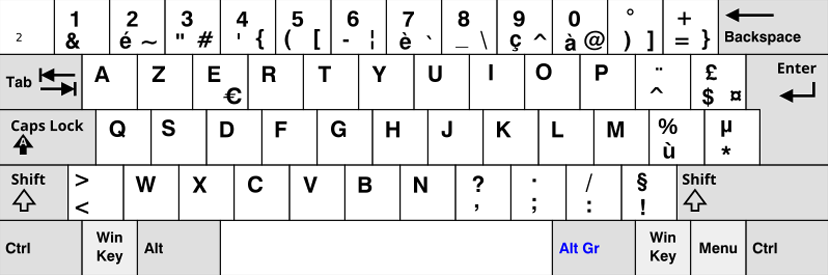 1 2 3 4 5 6 7 8 9 0 ° +
2 & é ~ " # ' { ( [ - ¦ è ` _ \ ç ^ à @ ) ] = } Backspace
Tab A Z E € R T Y U I O P ¨ ^ £ $ ¤ Enter
Caps Lock A Q S D F G H J K L M % ù µ *
Shift > < W X C V B N ? , . ; / : § ! Shift
Ctrl Win Key Alt Alt Gr Win Key Menu Ctrl